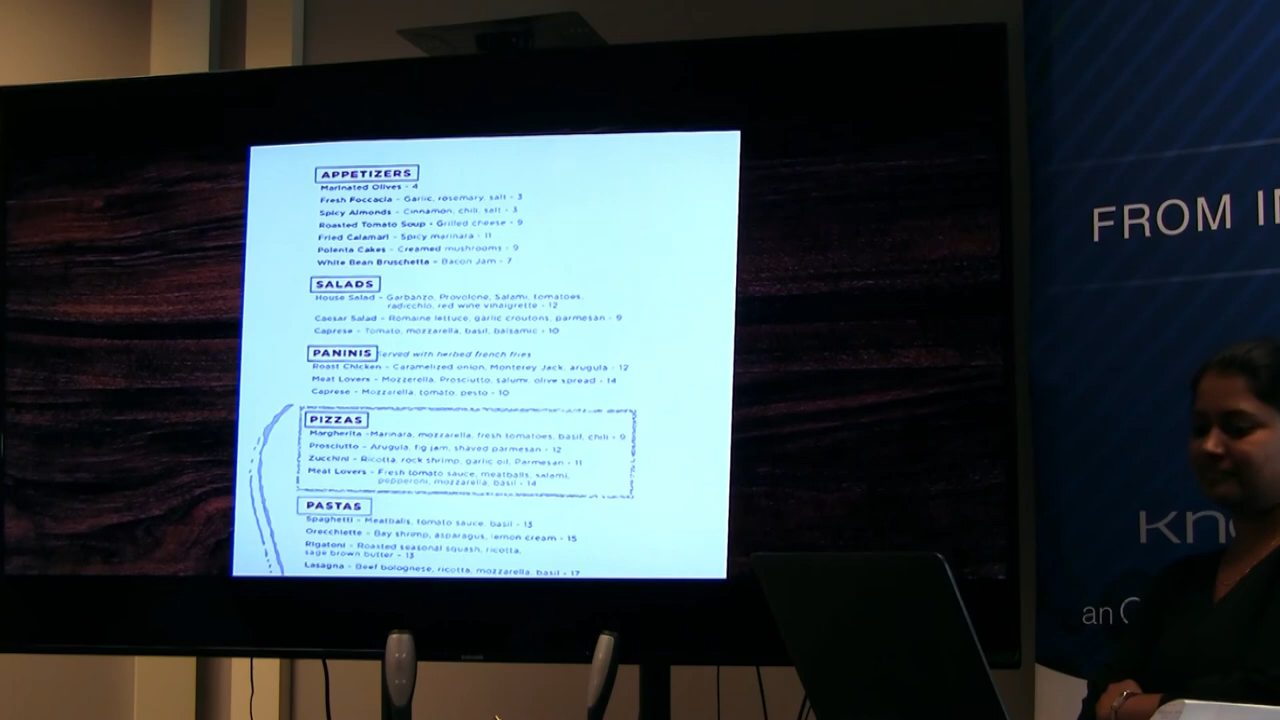 APPETIZERS
Marinated Olives - 4
Fresh Foccacia - Garlic, rosemary, salt - 3
Spicy Almonds - Cinnamon, chili, salt - 3
Roasted Tomato Soup - Grilled cheese - 9
Fried Calamari - Spicy marinara - 11
Polenta Cakes - Creamed mushrooms - 9
White Bean Bruschetta - Bacon Jam - 7
SALADS
House Salad - Garbanzo, Provolone, Salami, tomatoes,
radicchio, red wine vinaigrette - 12
Caesar Salad - Romaine lettuce, garlic croutons, parmesan - 9
Caprese - Tomato, mozzarella, basil, balsamic - 10
PANINIS served with herbed french fries
Roast Chicken - Caramelized onion, Monterey Jack, arugula - 12
Meat Lovers - Mozzerella, Prosciutto, salumi, olive spread - 14
Caprese - Mozzarella, tomato, pesto - 10
PIZZAS
Margherita - Marinara, mozzarella, fresh tomatoes, basil, chili - 9
Prosciutto - Arugula, fig jam, shaved parmesan - 12
Zucchini - Ricotta, rock shrimp, garlic oil, Parmesan - 11
Meat Lovers - Fresh tomato sauce, meatballs, salami,
pepperoni, mozzarella, basil - 14
PASTAS
Spaghetti - Meatballs, tomato sauce, basil - 13
Orecchiette - Bay shrimp, asparagus, lemon cream - 15
Rigatoni - Roasted seasonal squash, ricotta,
sage brown butter - 13
Lasagna - Beef bolognese, ricotta, mozzarella, basil - 17
FROM
an